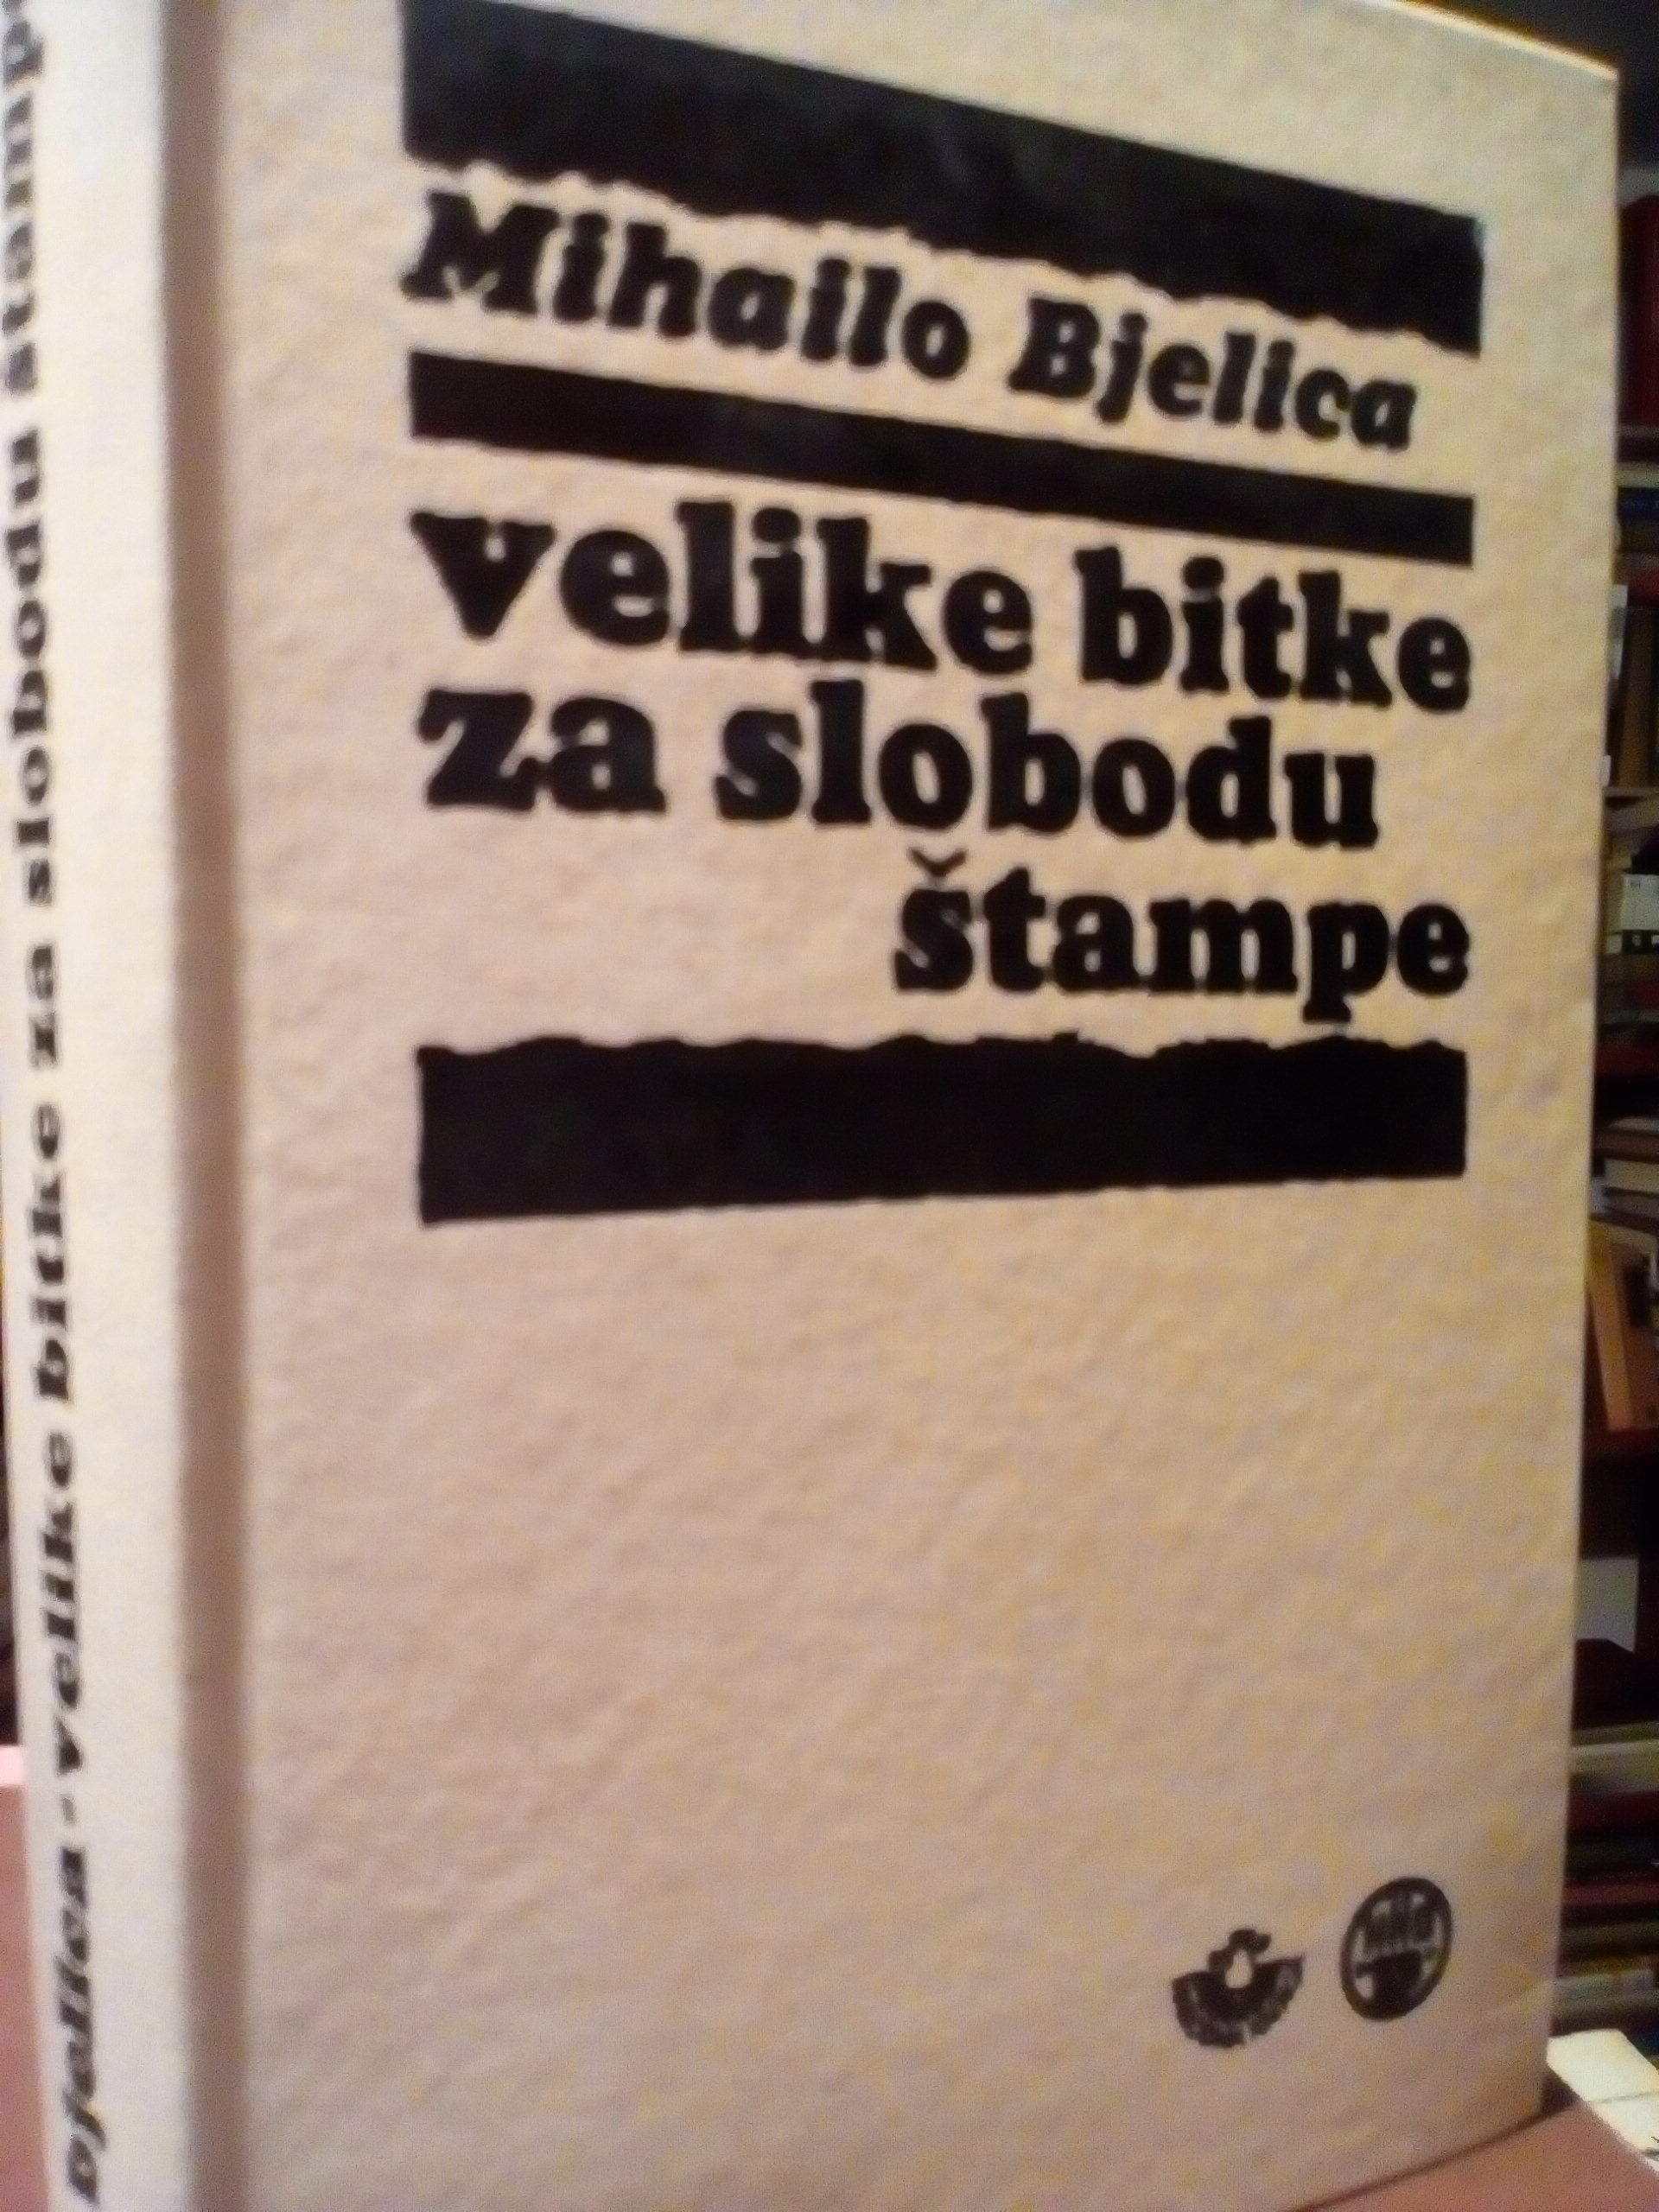 Mihailo Bjelica
velike bitke
za slobodu
štampe
Bjelica - velike bitke za slobodu štampe